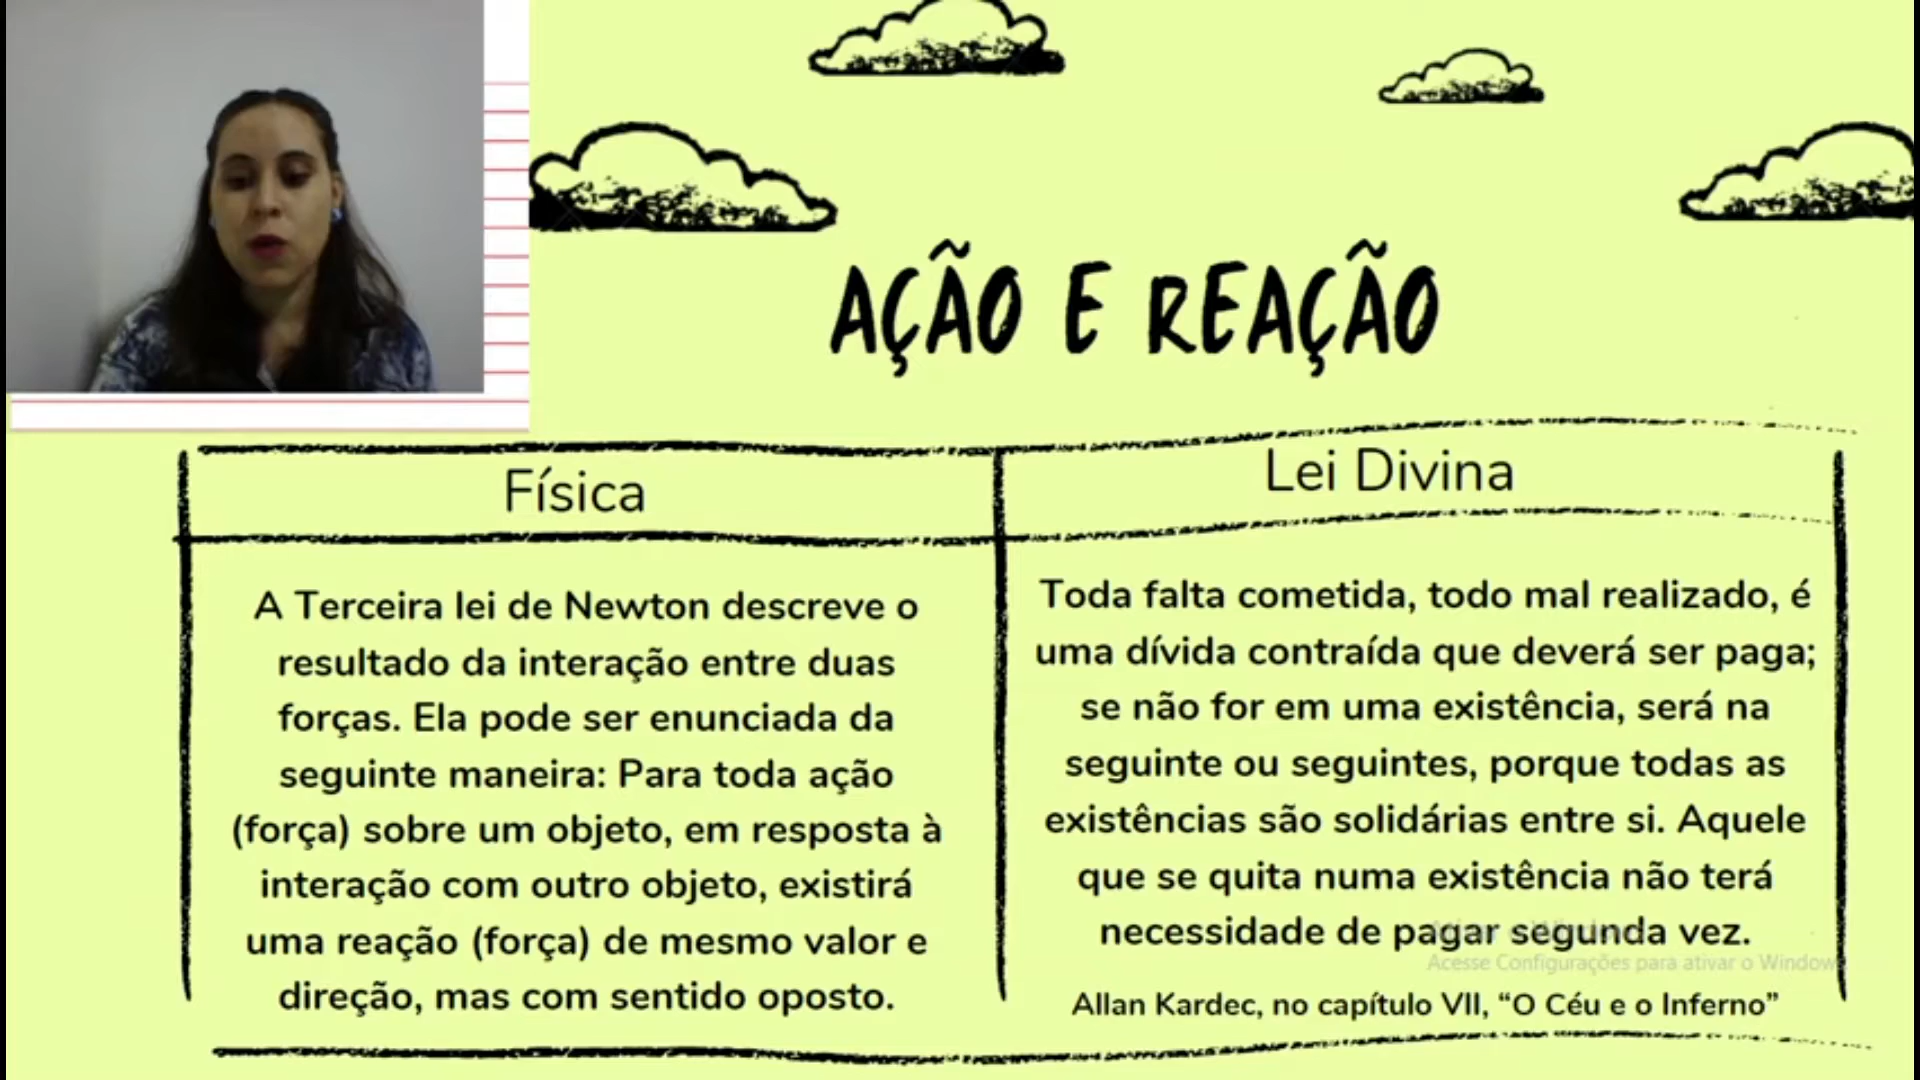 AÇÃO E REAÇÃO
Física
A Terceira lei de Newton descreve o
resultado da interação entre duas
forças. Ela pode ser enunciada da
seguinte maneira: Para toda ação
(força) sobre um objeto, em resposta à
interação com outro objeto, existirá
uma reação (força) de mesmo valor e
direção, mas com sentido oposto.
Lei Divina
Toda falta cometida, todo mal realizado, é
uma dívida contraída que deverá ser paga;
se não for em uma existência, será na
seguinte ou seguintes, porque todas as
existências são solidárias entre si. Aquele
que se quita numa existência não terá
necessidade de pagar segunda vez.
Allan Kardec, no capítulo VII, “O Céu e o Inferno”
Acesse Configurações para ativar o Windows